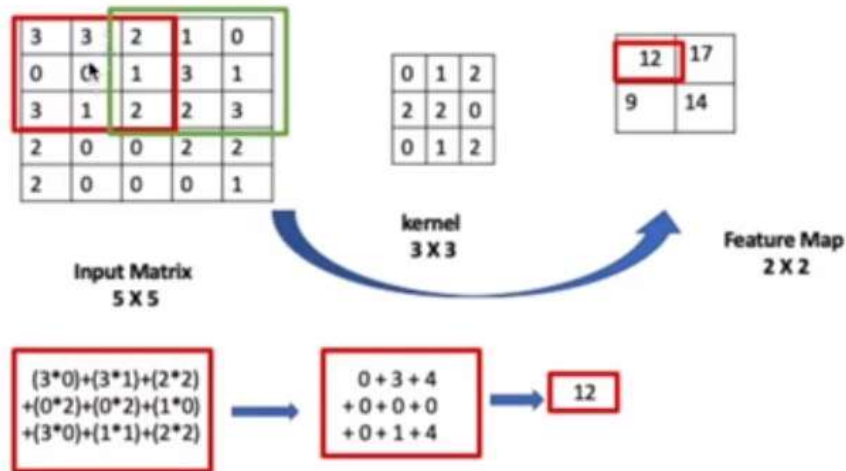 3 3 2 1 0
0 0 1 3 1
3 1 2 2 3
2 0 0 2 2
2 0 0 0 1
Input Matrix
5 X 5
0 1 2
2 2 0
0 1 2
kernel
3 X 3
12 17
9 14
Feature Map
2 X 2
(3*0)+(3*1)+(2*2)
+(0*2)+(0*2)+(1*0)
+(3*0)+(1*1)+(2*2)
0 + 3 + 4
+ 0 + 0 + 0
+ 0 + 1 + 4
12